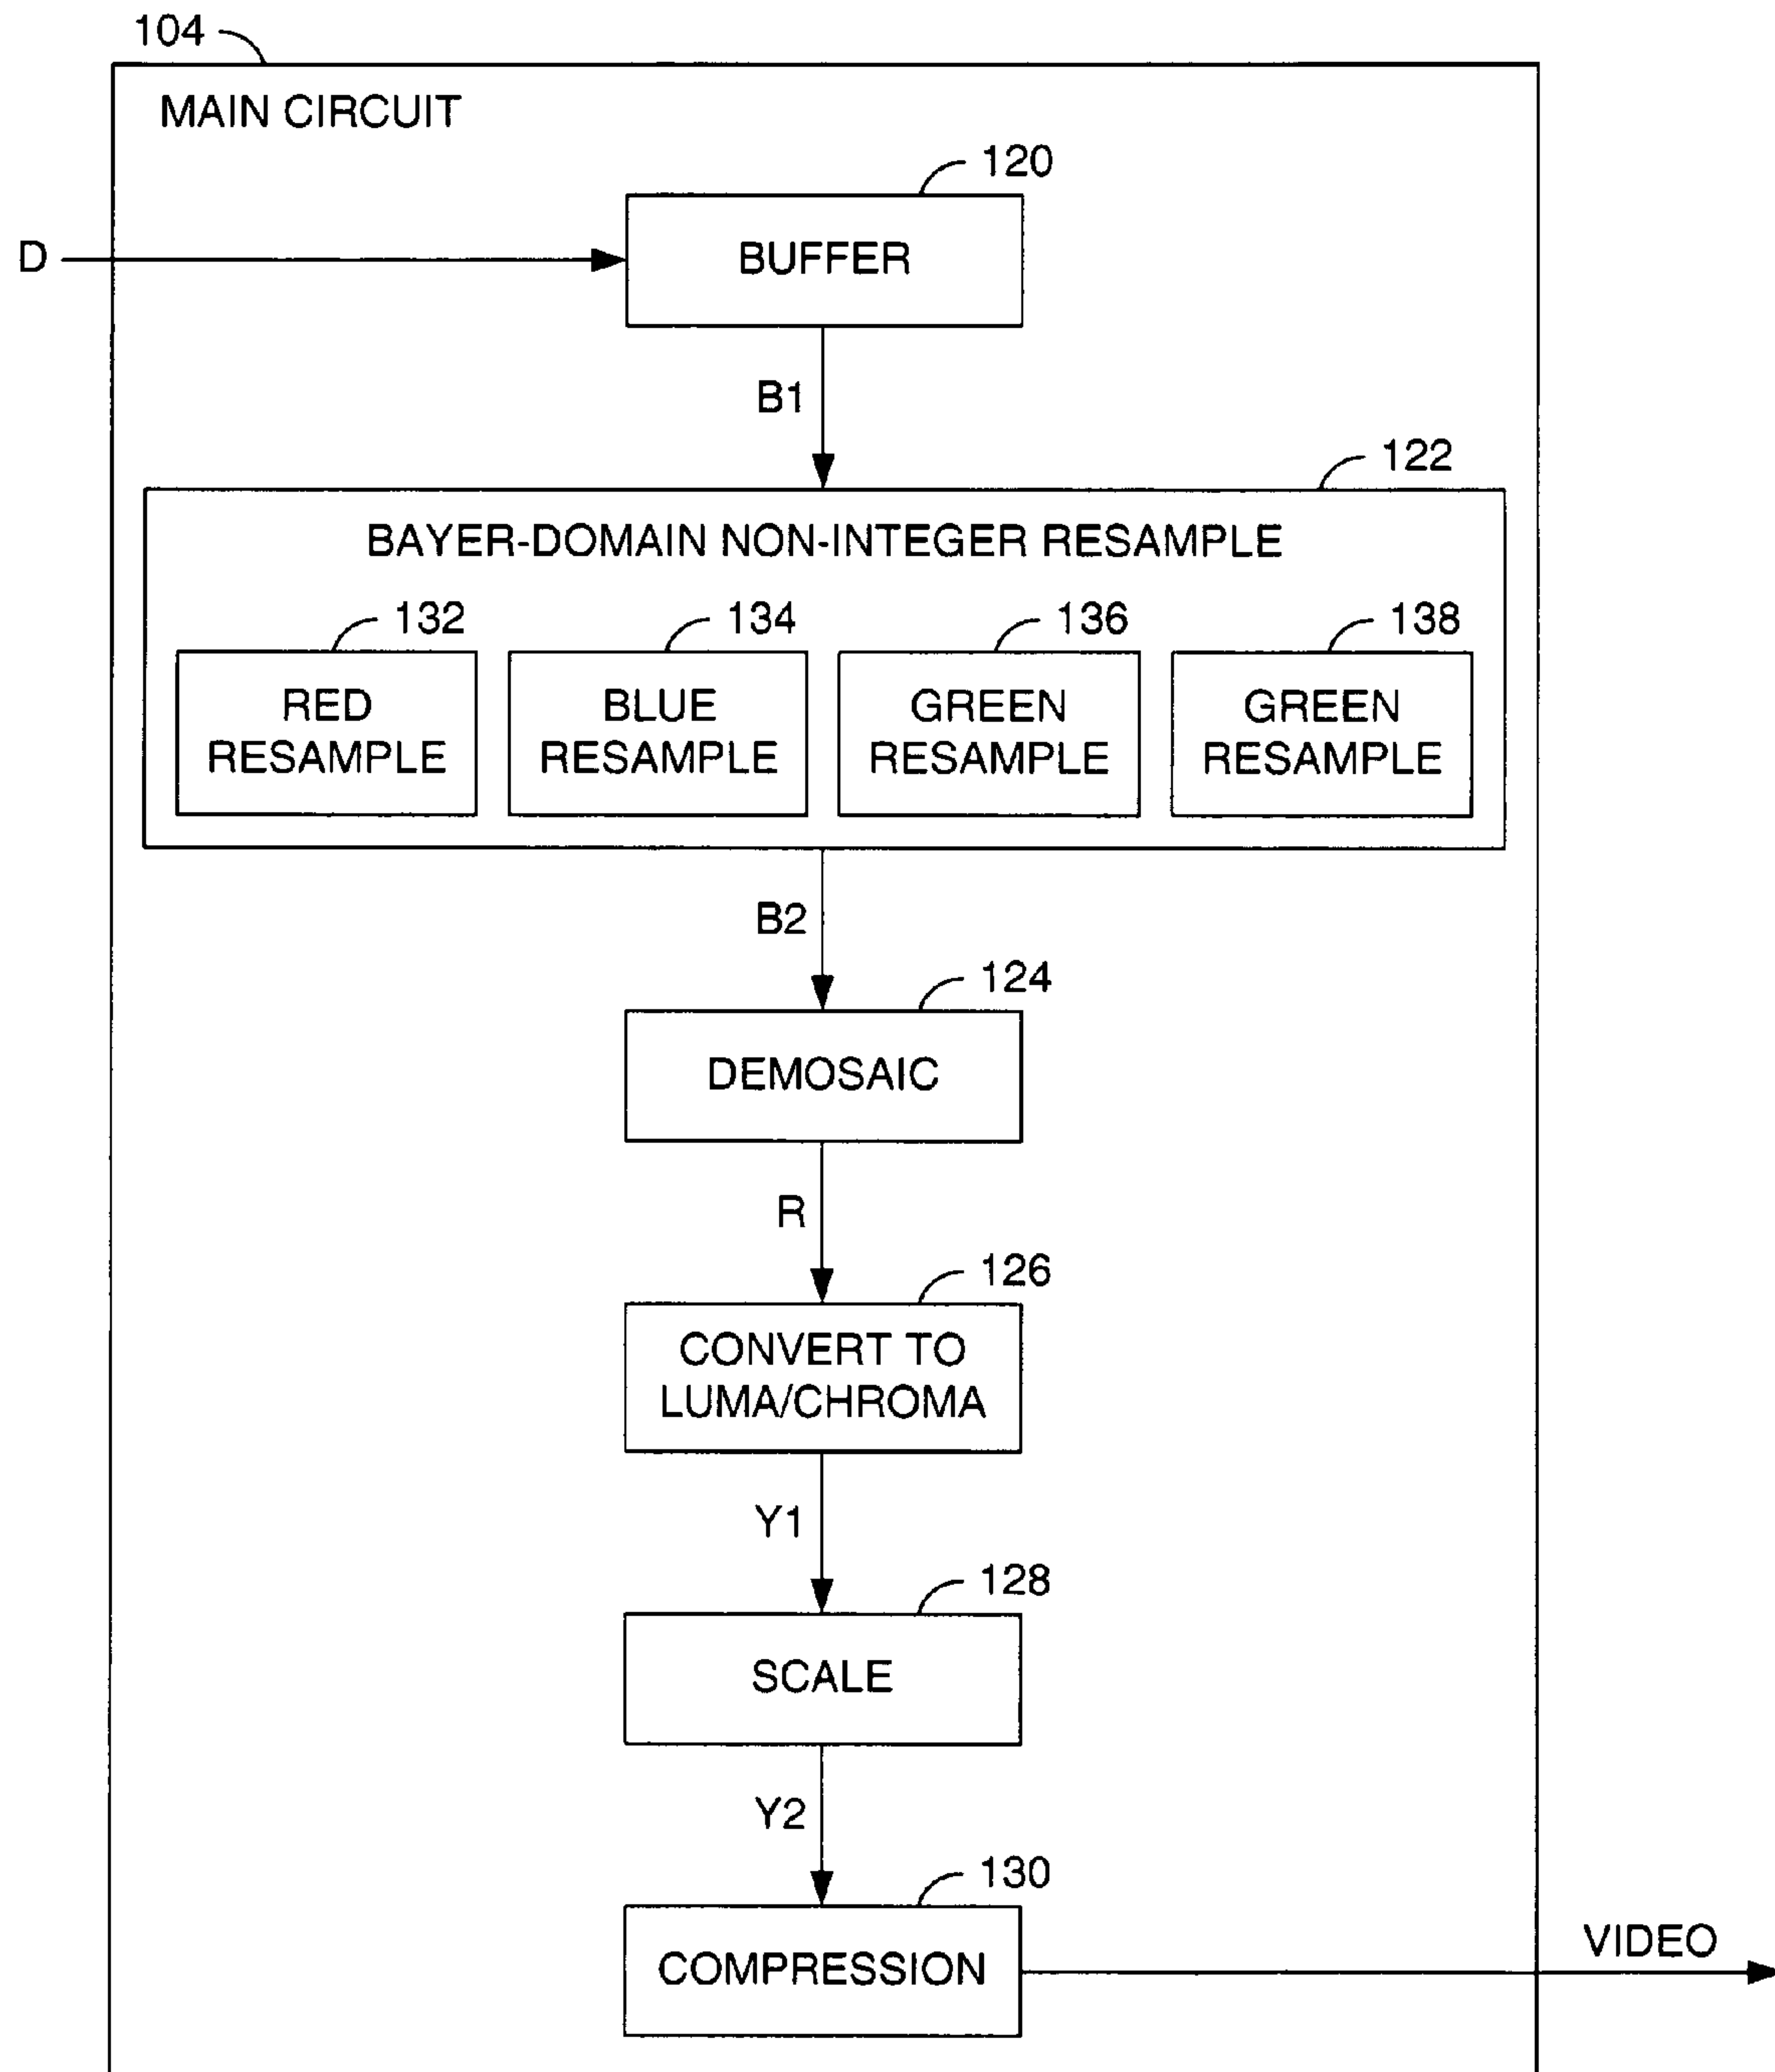 104
MAIN CIRCUIT
120
D
BUFFER
B1
122
BAYER-DOMAIN NON-INTEGER RESAMPLE
132
134
136
138
RED
RESAMPLE
BLUE
RESAMPLE
GREEN
RESAMPLE
GREEN
RESAMPLE
B2
124
DEMOSAIC
R
126
CONVERT TO
LUMA/CHROMA
Y1
128
SCALE
Y2
130
COMPRESSION
VIDEO